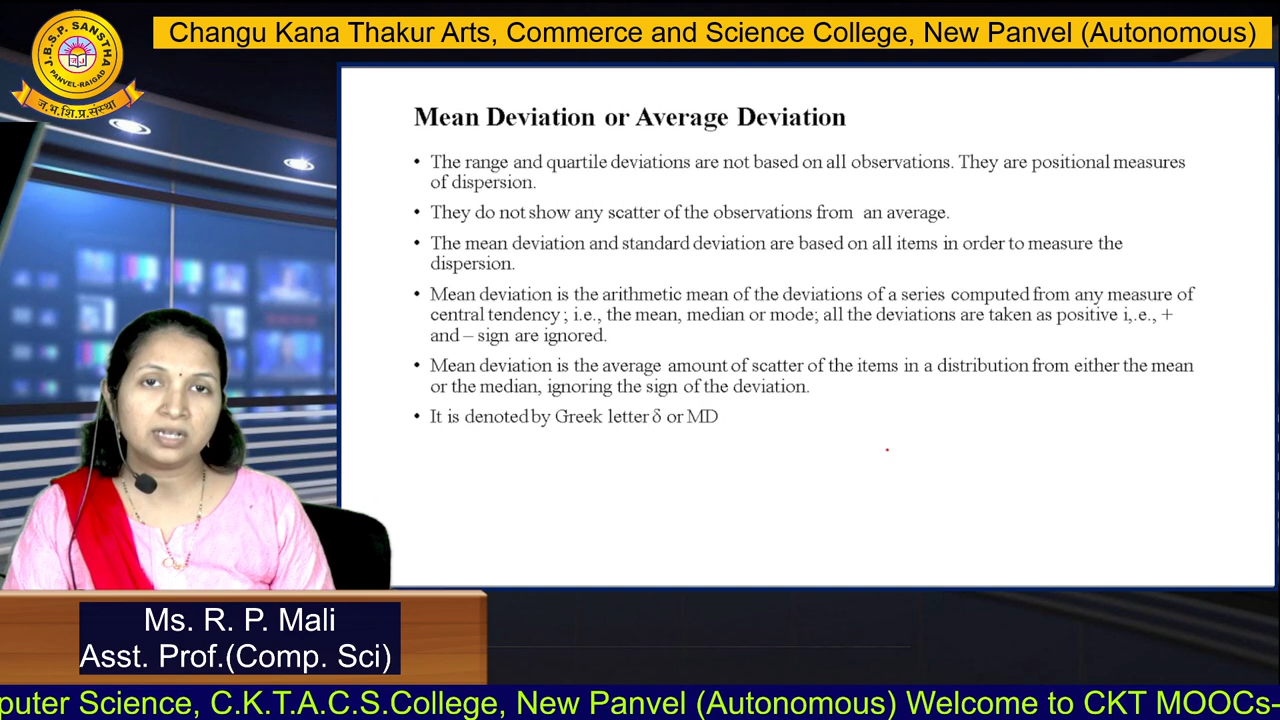 Changu Kana Thakur Arts, Commerce and Science College, New Panvel (Autonomous)
J.B.S.P. SANSTHA
PANVEL-RAIGAD
ज.भ.शि.प्र.संस्था
Mean Deviation or Average Deviation
• The range and quartile deviations are not based on all observations. They are positional measures
of dispersion.
• They do not show any scatter of the observations from an average.
• The mean deviation and standard deviation are based on all items in order to measure the
dispersion.
• Mean deviation is the arithmetic mean of the deviations of a series computed from any measure of
central tendency ; i.e., the mean, median or mode; all the deviations are taken as positive i,.e., +
and – sign are ignored.
• Mean deviation is the average amount of scatter of the items in a distribution from either the mean
or the median, ignoring the sign of the deviation.
• It is denoted by Greek letter δ or MD
Ms. R. P. Mali
Asst. Prof.(Comp. Sci)
puter Science, C.K.T.A.C.S.College, New Panvel (Autonomous) Welcome to CKT MOOCs-